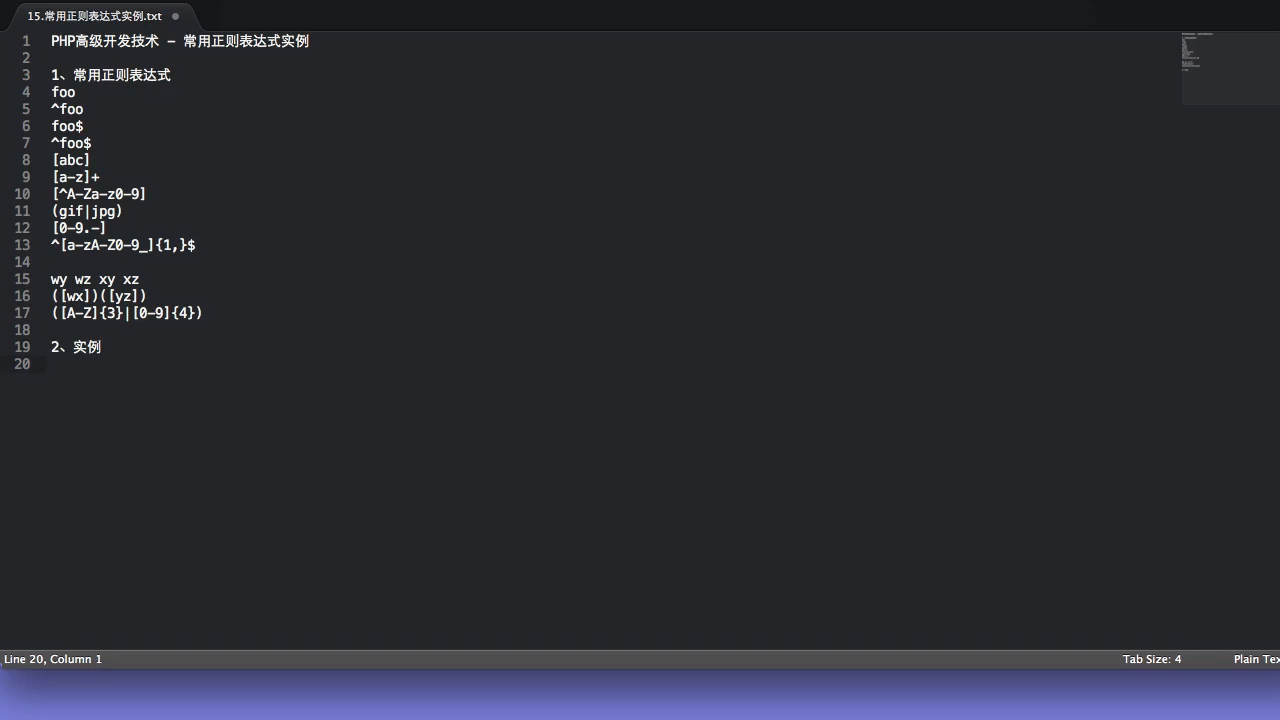 15.常用正则表达式实例.txt
1 PHP高级开发技术 - 常用正则表达式实例
2
3 1、常用正则表达式
4 foo
5 ^foo
6 foo$
7 ^foo$
8 [abc]
9 [a-z]+
10 [^A-Za-z0-9]
11 (gif|jpg)
12 [0-9.-]
13 ^[a-zA-Z0-9_]{1,}$
14
15 wy wz xy xz
16 ([wx])([yz])
17 ([A-Z]{3}|[0-9]{4})
18
19 2、实例
20
Line 20, Column 1
Tab Size: 4
Plain Tex